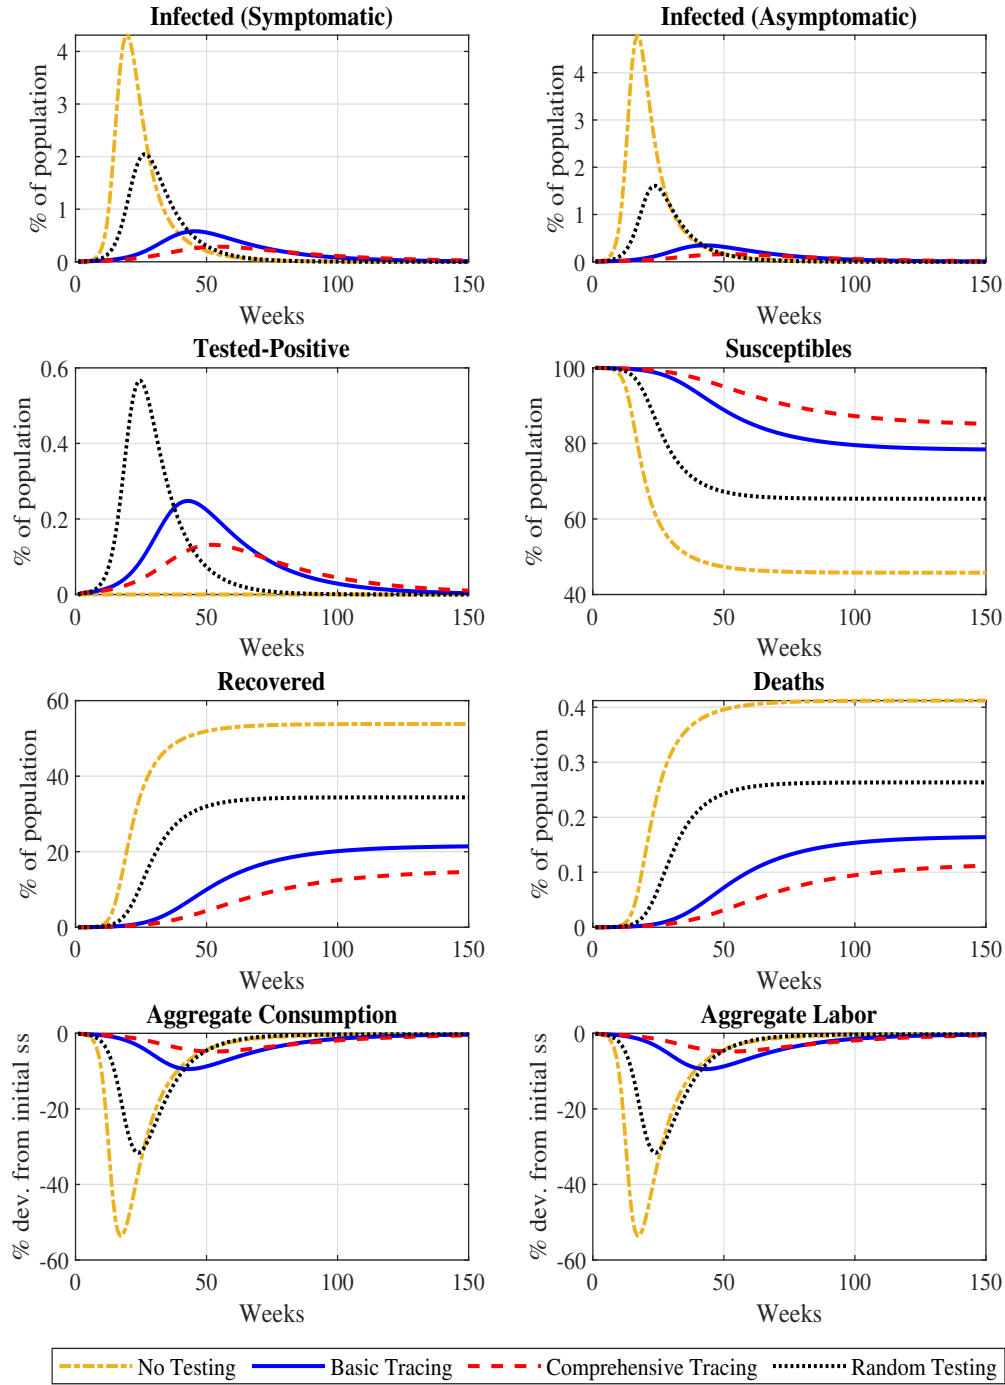 Infected (Symptomatic)
% of population
4
3
2
1
0
0 50 100 150
Weeks
Infected (Asymptomatic)
% of population
4
3
2
1
0
0 50 100 150
Weeks
Tested-Positive
% of population
0.6
0.4
0.2
0
0 50 100 150
Weeks
Susceptibles
% of population
100
80
60
40
0 50 100 150
Weeks
Recovered
% of population
60
40
20
0
0 50 100 150
Weeks
Deaths
% of population
0.4
0.3
0.2
0.1
0
0 50 100 150
Weeks
Aggregate Consumption
% dev. from initial ss
0
-20
-40
-60
0 50 100 150
Weeks
Aggregate Labor
% dev. from initial ss
0
-20
-40
-60
0 50 100 150
Weeks
No Testing Basic Tracing Comprehensive Tracing Random Testing